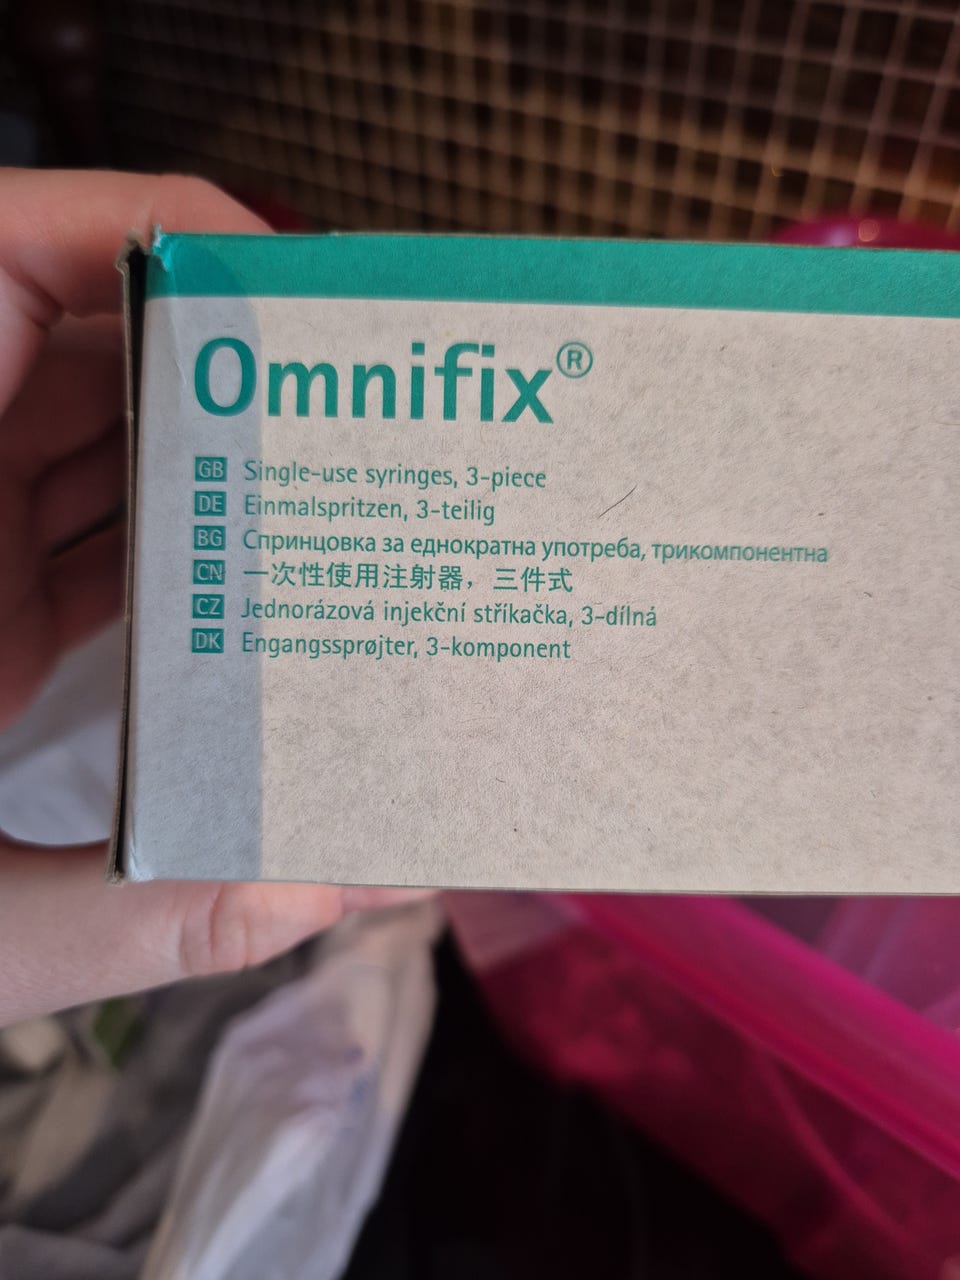 Omnifix®
GB Single-use syringes, 3-piece
DE Einmalspritzen, 3-teilig
BG Спринцовка за еднократна употреба, трикомпонентна
CN 一次性使用注射器，三件式
CZ Jednorázová injekční stříkačka, 3-dílná
DK Engangssprøjter, 3-komponent